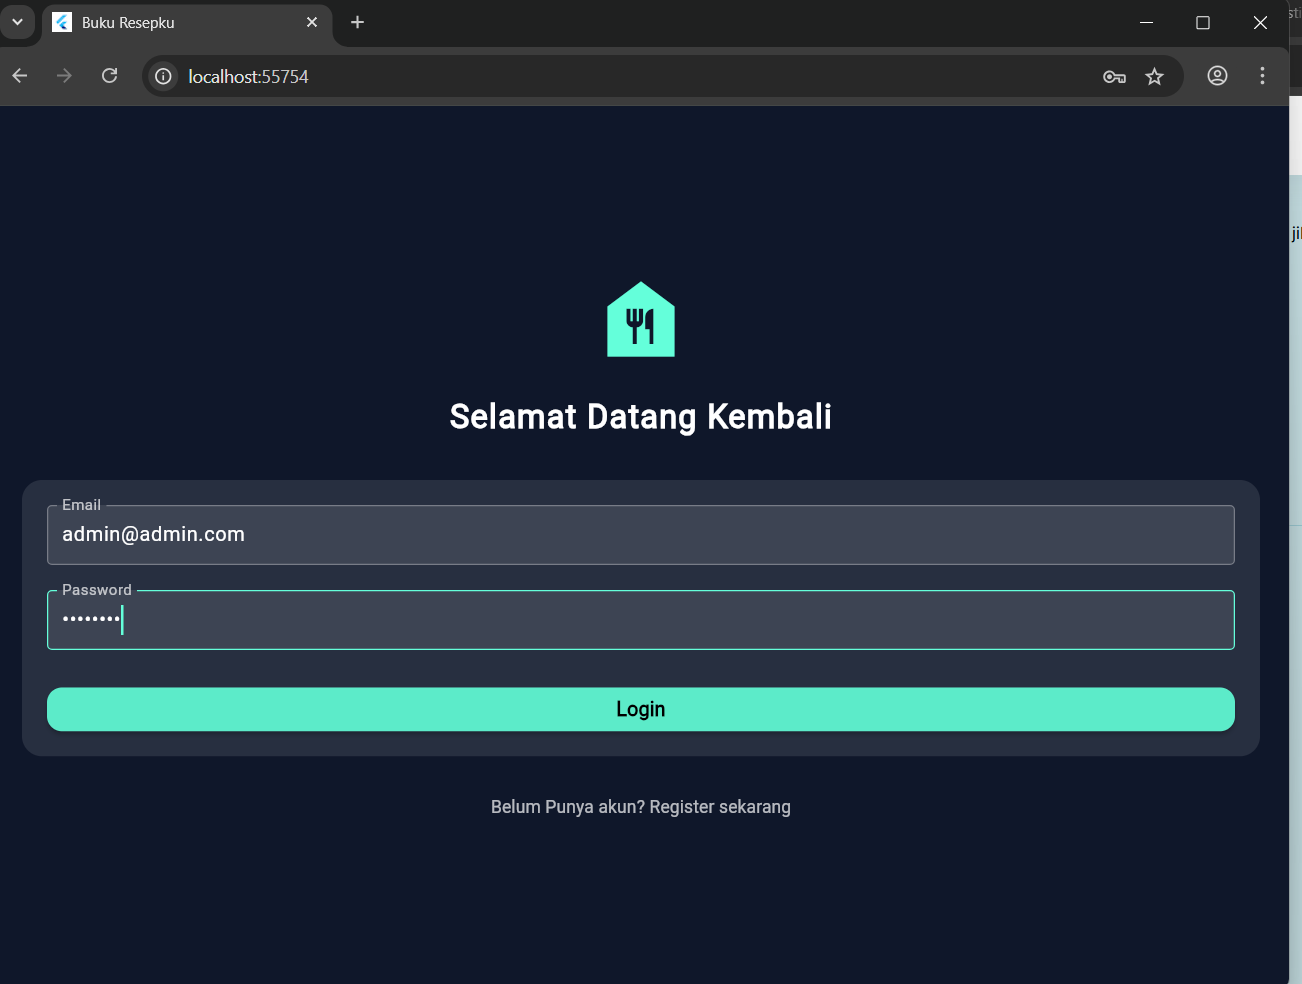 Buku Resepku
localhost:55754
Selamat Datang Kembali
Email
admin@admin.com
Password
••••••••
Login
Belum Punya akun? Register sekarang